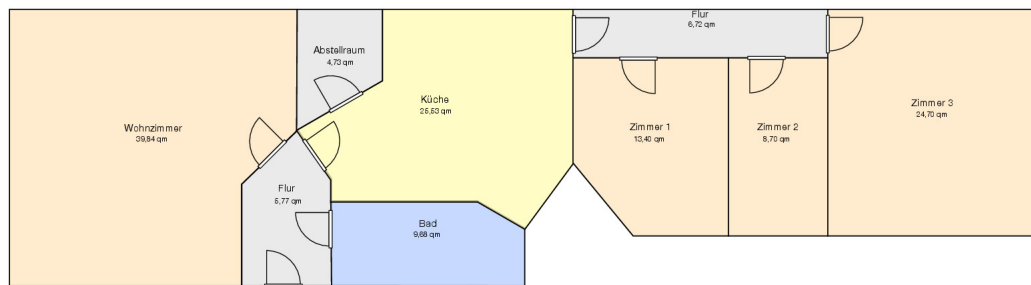 Wohnzimmer
39,84 qm
Abstellraum
4,73 qm
Küche
25,53 qm
Flur
5,77 qm
Bad
9,68 qm
Flur
6,72 qm
Zimmer 1
13,40 qm
Zimmer 2
8,70 qm
Zimmer 3
24,70 qm